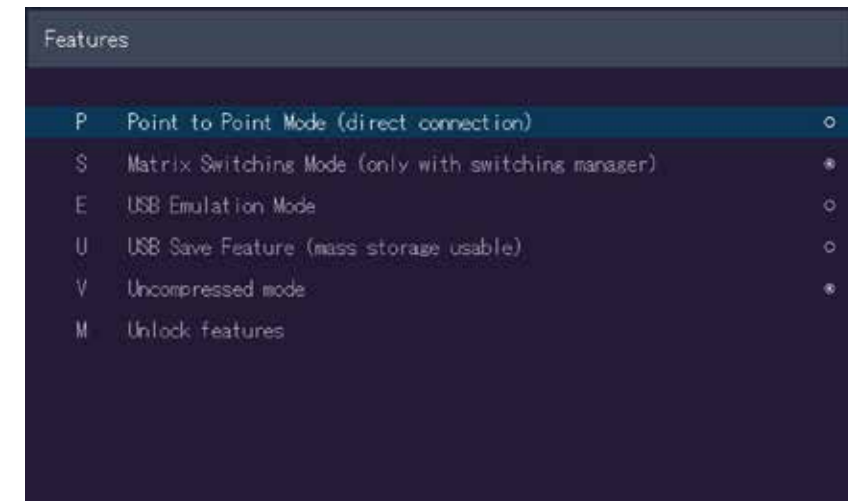 Features
P Point to Point Mode (direct connection)
S Matrix Switching Mode (only with switching manager)
E USB Emulation Mode
U USB Save Feature (mass storage usable)
V Uncompressed mode
M Unlock features